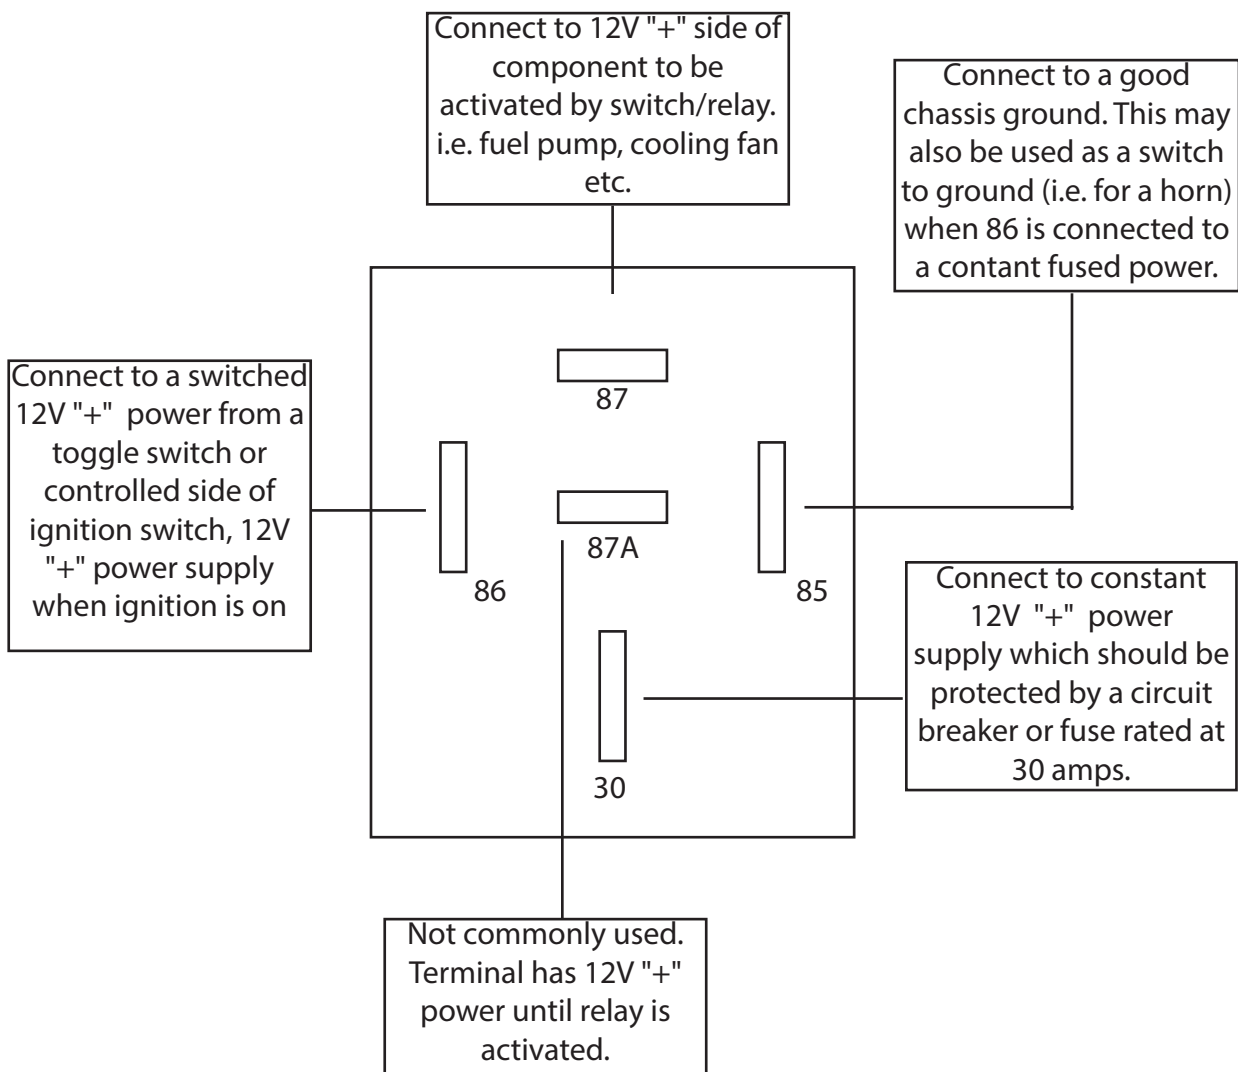 Connect to 12V "+" side of
component to be
activated by switch/relay.
i.e. fuel pump, cooling fan
etc.
Connect to a good
chassis ground. This may
also be used as a switch
to ground (i.e. for a horn)
when 86 is connected to
a contant fused power.
Connect to a switched
12V "+" power from a
toggle switch or
controlled side of
ignition switch, 12V
"+" power supply
when ignition is on
87
87A
86
85
30
Connect to constant
12V "+" power
supply which should be
protected by a circuit
breaker or fuse rated at
30 amps.
Not commonly used.
Terminal has 12V "+"
power until relay is
activated.